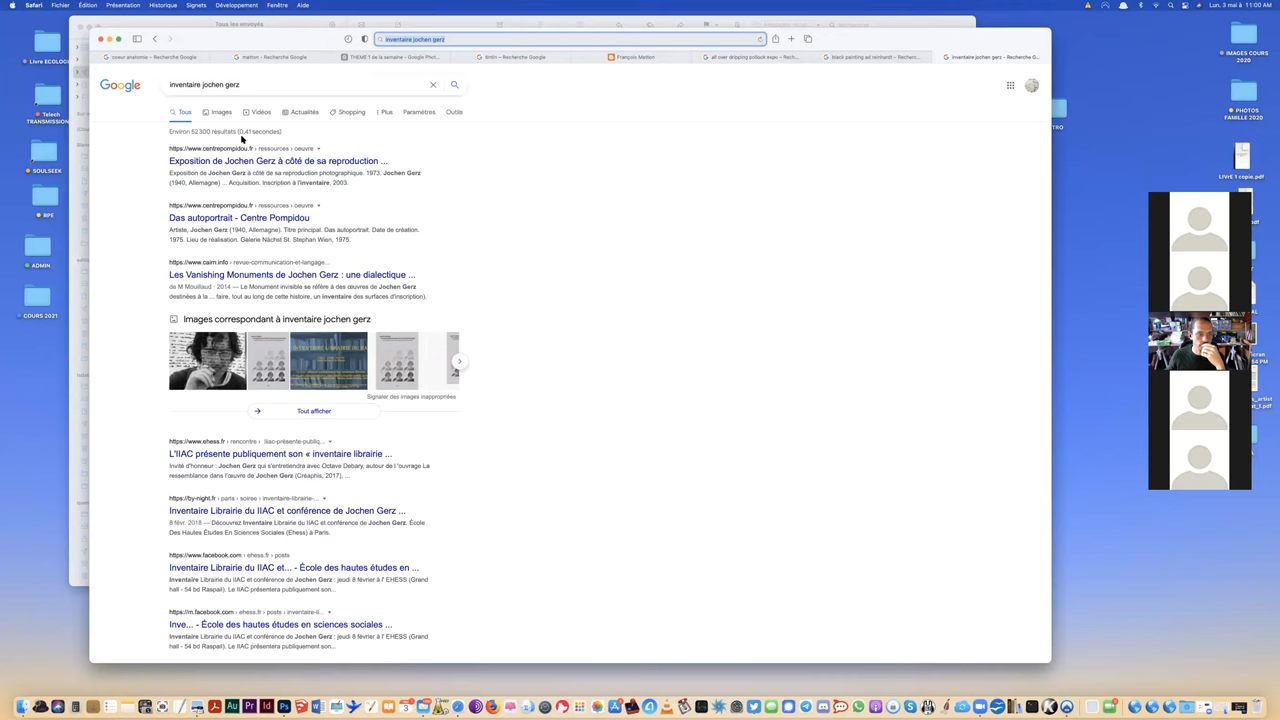 Safari Fichier Édition Présentation Historique Signets Développement Fenêtre Aide
Lun. 3 mai à 11:00 AM
Tous les envoyés
inventaire jochen gerz
coeur anatomie – Recherche Google
matton - Recherche Google
THEME 1 de la semaine - Google Phot...
tintin – Recherche Google
François Matton
all over dripping pollock expo – Rech...
black painting ad reinhardt – Recherc...
inventaire jochen gerz – Recherche G...
Google
inventaire jochen gerz
Tous Images Vidéos Actualités Shopping Plus Paramètres Outils
Environ 52 300 résultats (0,41 secondes)
https://www.centrepompidou.fr › ressources › oeuvre
Exposition de Jochen Gerz à côté de sa reproduction ...
Exposition de Jochen Gerz à côté de sa reproduction photographique. 1973. Jochen Gerz
(1940, Allemagne) ... Acquisition. Inscription à l'inventaire, 2003.
https://www.centrepompidou.fr › ressources › oeuvre
Das autoportrait - Centre Pompidou
Artiste, Jochen Gerz (1940, Allemagne). Titre principal. Das autoportrait. Date de création.
1975. Lieu de réalisation. Galerie Nächst St. Stephan Wien, 1975.
https://www.cairn.info › revue-communication-et-langage...
Les Vanishing Monuments de Jochen Gerz : une dialectique ...
de M Mouillaud · 2014 — Le Monument invisible se réfère à des œuvres de Jochen Gerz
destinées à la ... faire, tout au long de cette histoire, un inventaire des surfaces d'inscription).
Images correspondant à inventaire jochen gerz
Signaler des images inappropriées
Tout afficher
https://www.ehess.fr › rencontre › iiac-présente-publiq...
L'IIAC présente publiquement son « inventaire librairie ...
Invité d'honneur : Jochen Gerz qui s'entretiendra avec Octave Debary, autour de l 'ouvrage La
ressemblance dans l'œuvre de Jochen Gerz (Créaphis, 2017), ...
https://by-night.fr › paris › soiree › inventaire-librairie-...
Inventaire Librairie du IIAC et conférence de Jochen Gerz ...
8 févr. 2018 — Découvrez Inventaire Librairie du IIAC et conférence de Jochen Gerz. École
Des Hautes Études En Sciences Sociales (Ehess) à Paris.
https://www.facebook.com › ehess.fr › posts
Inventaire Librairie du IIAC et... - École des hautes études en ...
Inventaire Librairie du IIAC et conférence de Jochen Gerz : jeudi 8 février à l' EHESS (Grand
hall - 54 bd Raspail). Le IIAC présentera publiquement son...
https://m.facebook.com › ehess.fr › posts › inventaire-li...
Inve... - École des hautes études en sciences sociales ...
Inventaire Librairie du IIAC et conférence de Jochen Gerz : jeudi 8 février à l' EHESS (Grand
hall - 54 bd Raspail). Le IIAC présentera publiquement son...
Telech
TRANSMISSION
SOULSEEK
BPE
ADMIN
COURS 2021
IMAGES COURS
2020
PHOTOS
FAMILLE 2020
LIVrE 1 copie.pdf